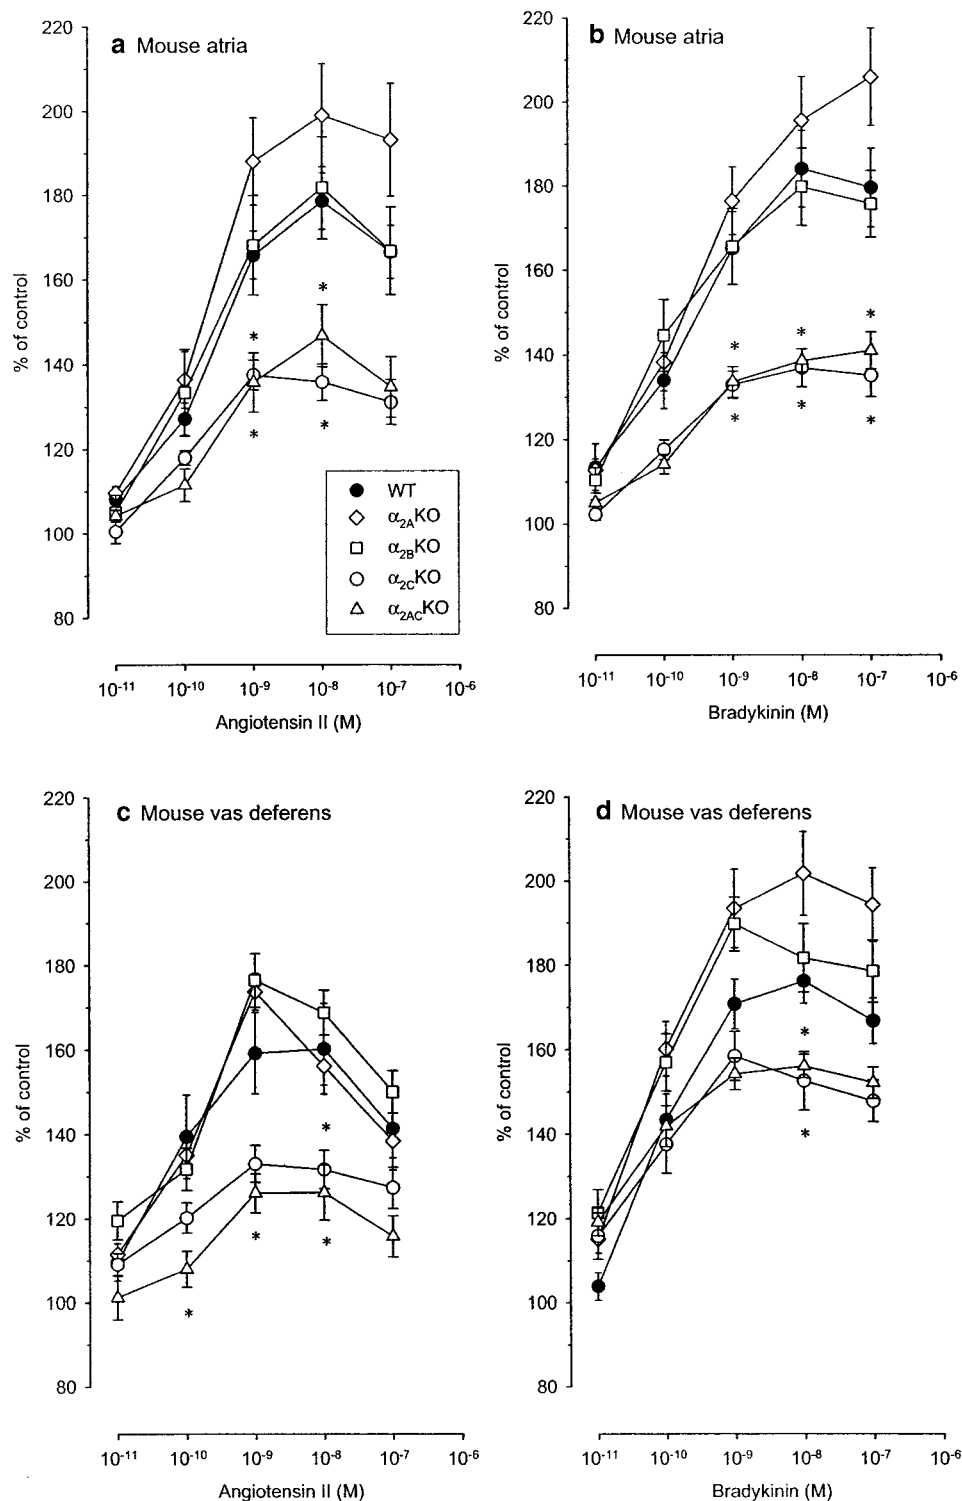 a Mouse atria
220
200
180
160
140
120
100
80
% of control
* * * *
WT
α2AKO
α2BKO
α2CKO
α2ACKO
10-11 10-10 10-9 10-8 10-7 10-6
Angiotensin II (M)
b Mouse atria
220
200
180
160
140
120
100
80
% of control
* * * * * *
10-11 10-10 10-9 10-8 10-7 10-6
Bradykinin (M)
c Mouse vas deferens
220
200
180
160
140
120
100
80
% of control
* * * *
10-11 10-10 10-9 10-8 10-7 10-6
Angiotensin II (M)
d Mouse vas deferens
220
200
180
160
140
120
100
80
% of control
* *
10-11 10-10 10-9 10-8 10-7 10-6
Bradykinin (M)